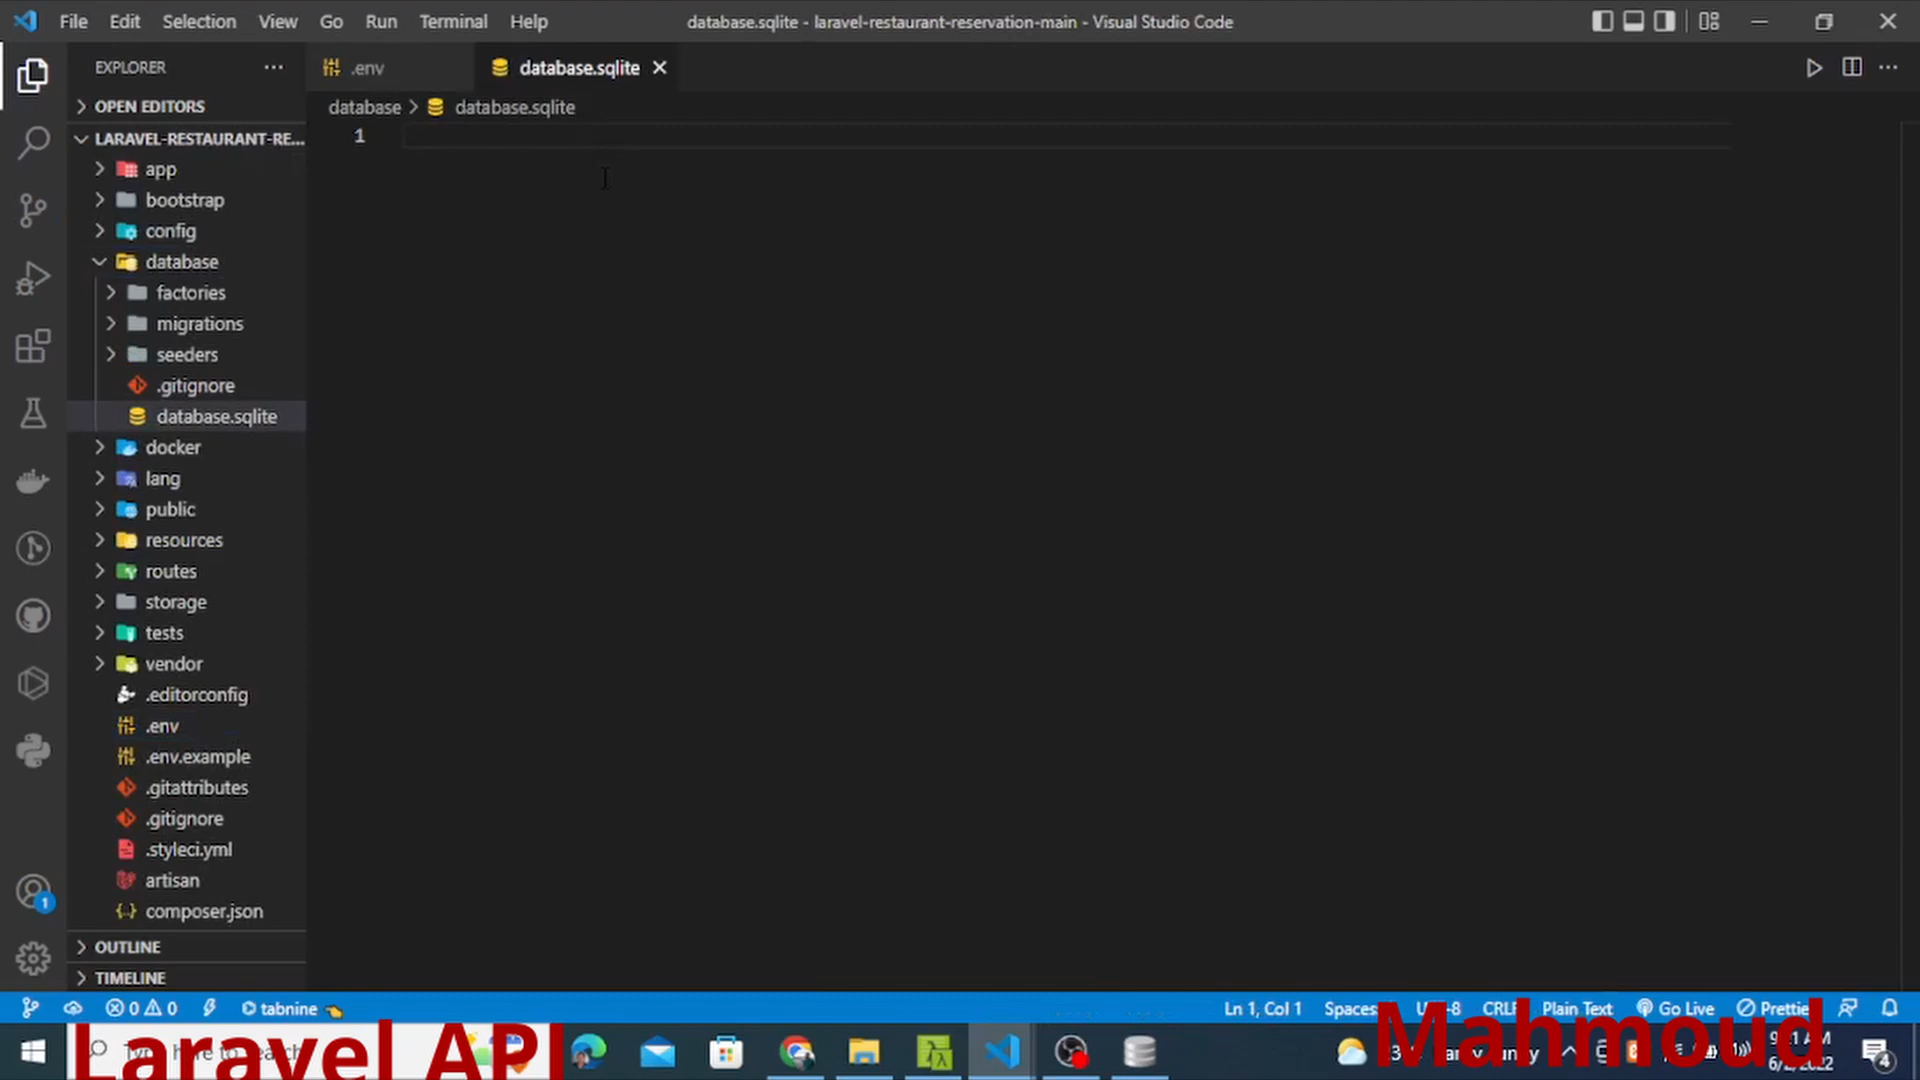 File Edit Selection View Go Run Terminal Help
database.sqlite - laravel-restaurant-reservation-main - Visual Studio Code
EXPLORER
.env
database.sqlite
OPEN EDITORS
database > database.sqlite
LARAVEL-RESTAURANT-RE...
1
app
bootstrap
config
database
factories
migrations
seeders
.gitignore
database.sqlite
docker
lang
public
resources
routes
storage
tests
vendor
.editorconfig
.env
.env.example
.gitattributes
.gitignore
.styleci.yml
artisan
composer.json
1
OUTLINE
TIMELINE
0 0 tabnine
Ln 1, Col 1 CRLF Plain Text Go Live
Laravel API
Mahmoud
4